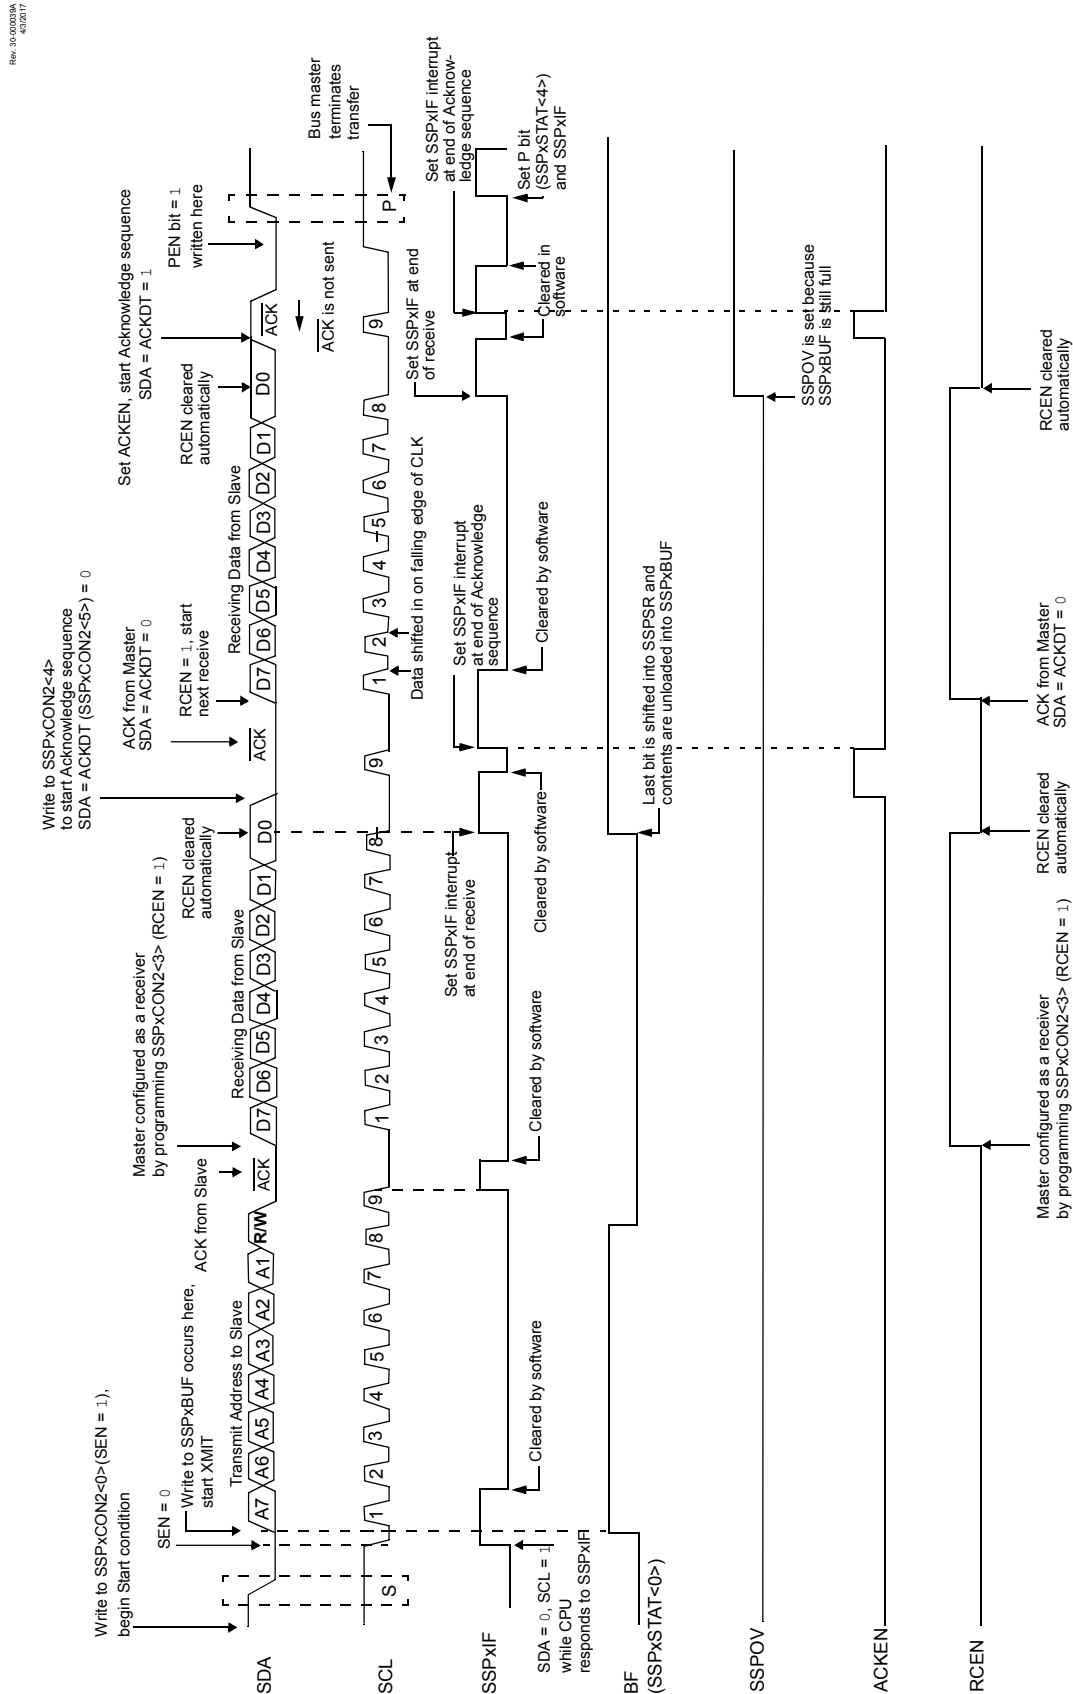 Rev. 30-000039A
4/3/2017
Write to SSPxCON2<0>(SEN = 1),
begin Start condition
SEN = 0
Write to SSPxBUF occurs here,
start XMIT
ACK from Slave
Master configured as a receiver
by programming SSPxCON2<3> (RCEN = 1)
RCEN cleared
automatically
Write to SSPxCON2<4>
to start Acknowledge sequence
SDA = ACKDT (SSPxCON2<5>) = 0
ACK from Master
SDA = ACKDT = 0
RCEN = 1, start
next receive
Set ACKEN, start Acknowledge sequence
SDA = ACKDT = 1
RCEN cleared
automatically
PEN bit = 1
written here
Transmit Address to Slave
Receiving Data from Slave
Receiving Data from Slave
SDA
A7 A6 A5 A4 A3 A2 A1 R/W ACK D7 D6 D5 D4 D3 D2 D1 D0 ACK D7 D6 D5 D4 D3 D2 D1 D0 ACK
ACK is not sent
Bus master
terminates
transfer
SCL
S 1 2 3 4 5 6 7 8 9 1 2 3 4 5 6 7 8 9 1 2 3 4 5 6 7 8 9 P
Data shifted in on falling edge of CLK
Set SSPxIF interrupt
at end of receive
Set SSPxIF interrupt
at end of Acknowledge
sequence
Set SSPxIF at end
of receive
Set SSPxIF interrupt
at end of Acknow-
ledge sequence
SSPxIF
SDA = 0, SCL = 1
while CPU
responds to SSPxIF
Cleared by software
Cleared by software
Cleared by software
Cleared by software
Cleared in
software
Set P bit
(SSPxSTAT<4>)
and SSPxIF
BF
(SSPxSTAT<0>)
Last bit is shifted into SSPSR and
contents are unloaded into SSPxBUF
SSPOV
SSPOV is set because
SSPxBUF is still full
ACKEN
RCEN
Master configured as a receiver
by programming SSPxCON2<3> (RCEN = 1)
RCEN cleared
automatically
ACK from Master
SDA = ACKDT = 0
RCEN cleared
automatically